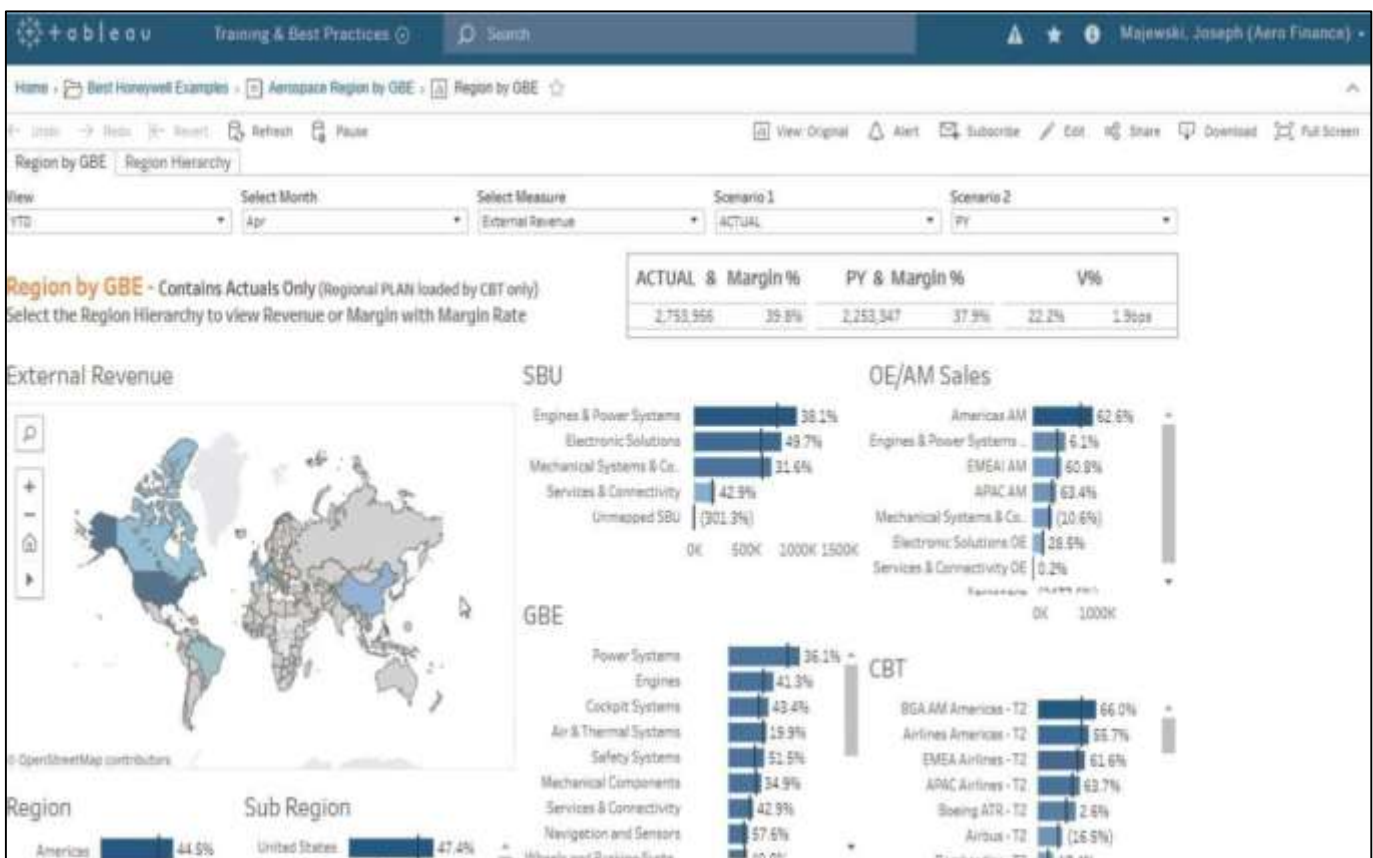 tableau Training & Best Practices Search Majewski, Joseph (Aero Finance)
Home Best Honeywell Examples Aerospace Region by GBE Region by GBE
Undo Redo Revert Refresh Pause View: Original Alert Subscribe Edit Share Download Full Screen
Region by GBE Region Hierarchy
View Select Month Select Measure Scenario 1 Scenario 2
YTD Apr External Revenue ACTUAL PY
Region by GBE - Contains Actuals Only (Regional PLAN loaded by CBT only)
Select the Region Hierarchy to view Revenue or Margin with Margin Rate
ACTUAL & Margin % PY & Margin % V%
2,753,956 39.8% 2,253,347 37.9% 22.2% 1.9bps
External Revenue
© OpenStreetMap contributors
SBU
Engines & Power Systems 38.1%
Electronic Solutions 49.7%
Mechanical Systems & Co.. 31.6%
Services & Connectivity 42.9%
Unmapped SBU (301.3%)
0K 500K 1000K 1500K
OE/AM Sales
Americas AM 62.6%
Engines & Power Systems .. 6.1%
EMEAI AM 60.8%
APAC AM 63.4%
Mechanical Systems & Co.. (10.6%)
Electronic Solutions OE 28.5%
Services & Connectivity OE 0.2%
0K 1000K
GBE
Power Systems 36.1%
Engines 41.3%
Cockpit Systems 43.4%
Air & Thermal Systems 19.9%
Safety Systems 51.5%
Mechanical Components 34.9%
Services & Connectivity 42.9%
Navigation and Sensors 57.6%
CBT
BGA AM Americas - T2 66.0%
Airlines Americas - T2 55.7%
EMEA Airlines - T2 61.6%
APAC Airlines - T2 63.7%
Boeing ATR - T2 2.6%
Airbus - T2 (16.5%)
Region
Americas 44.5%
Sub Region
United States 47.4%